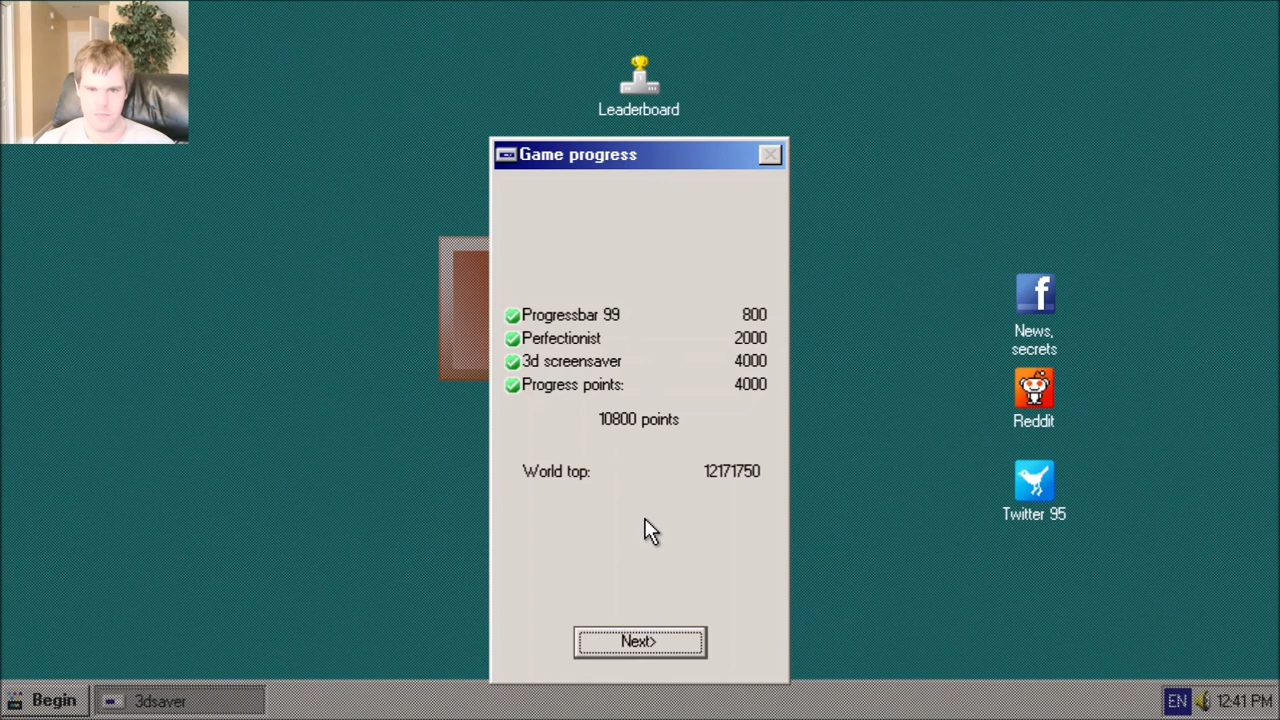 Leaderboard
Game progress
Progressbar 99 800
Perfectionist 2000
3d screensaver 4000
Progress points: 4000
10800 points
World top: 12171750
Next>
News,
secrets
Reddit
Twitter 95
Begin
3dsaver
EN
12:41 PM